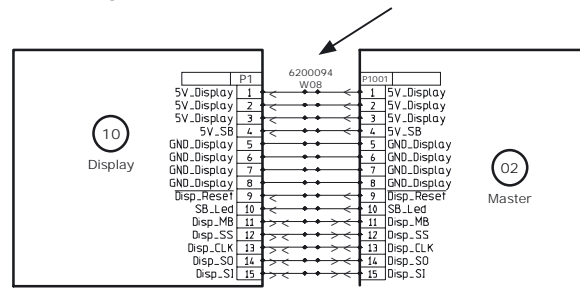 6200094
W08
P1
P1001
5V_Display 1 1 5V_Display
5V_Display 2 2 5V_Display
5V_Display 3 3 5V_Display
5V_SB 4 4 5V_SB
GND_Display 5 5 GND_Display
GND_Display 6 6 GND_Display
GND_Display 7 7 GND_Display
GND_Display 8 8 GND_Display
Disp_Reset 9 9 Disp_Reset
SB_Led 10 10 SB_Led
Disp_MB 11 11 Disp_MB
Disp_SS 12 12 Disp_SS
Disp_CLK 13 13 Disp_CLK
Disp_SO 14 14 Disp_SO
Disp_SI 15 15 Disp_SI
10
Display
02
Master